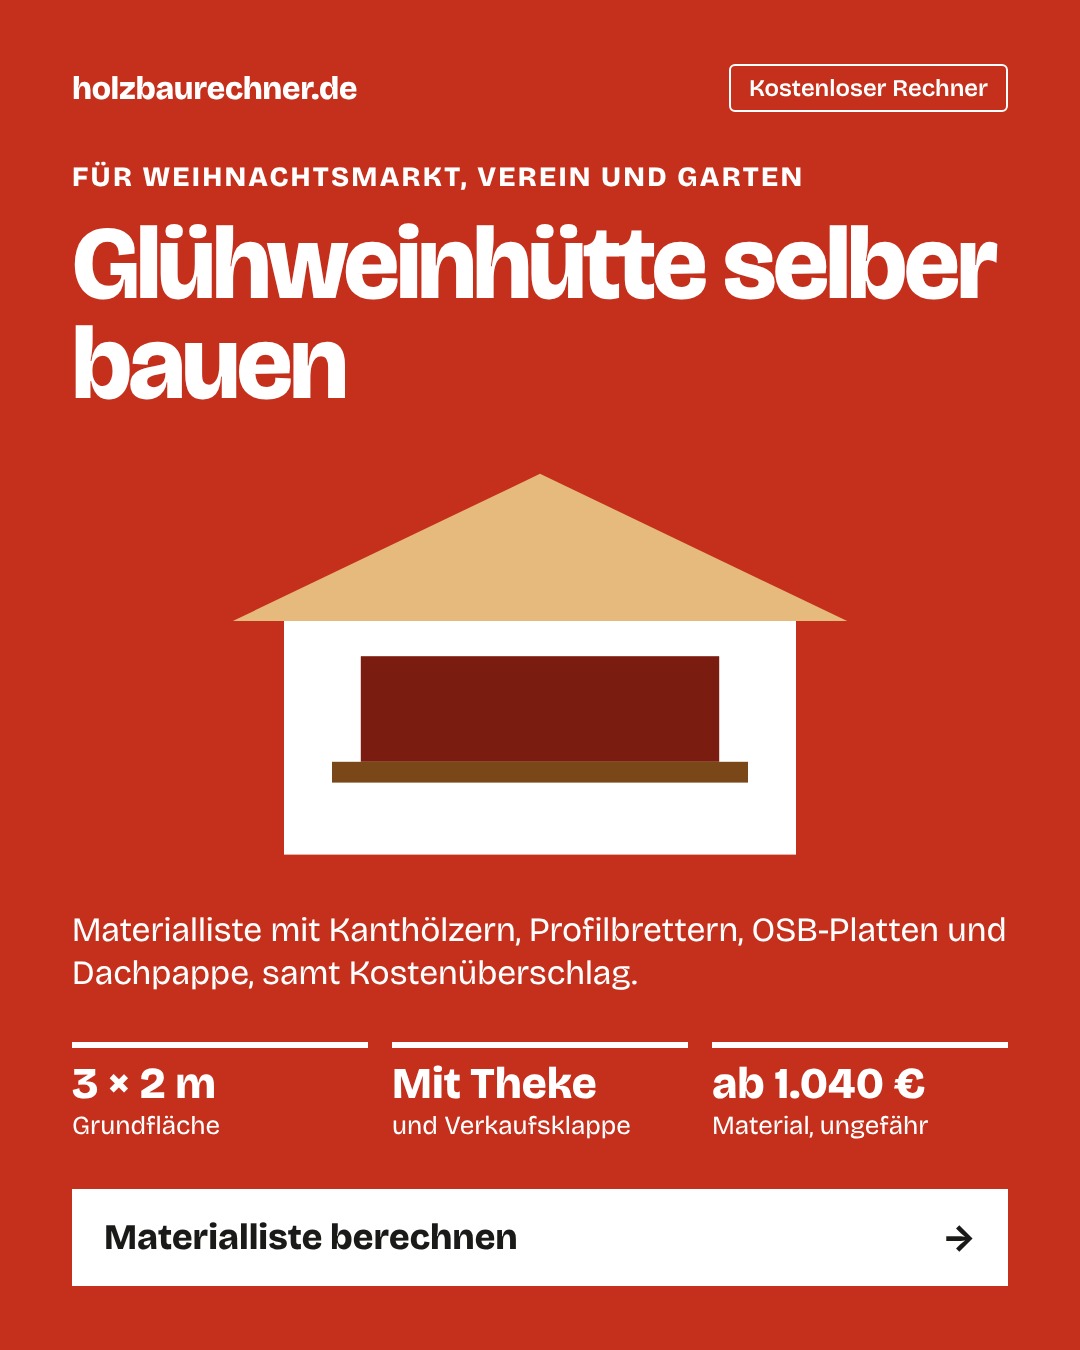 holzbaurechner.de
Kostenloser Rechner
FÜR WEIHNACHTSMARKT, VEREIN UND GARTEN
Glühweinhütte selber
bauen
Materialliste mit Kanthölzern, Profilbrettern, OSB-Platten und
Dachpappe, samt Kostenüberschlag.
3 × 2 m
Grundfläche
Mit Theke
und Verkaufsklappe
ab 1.040 €
Material, ungefähr
Materialliste berechnen →